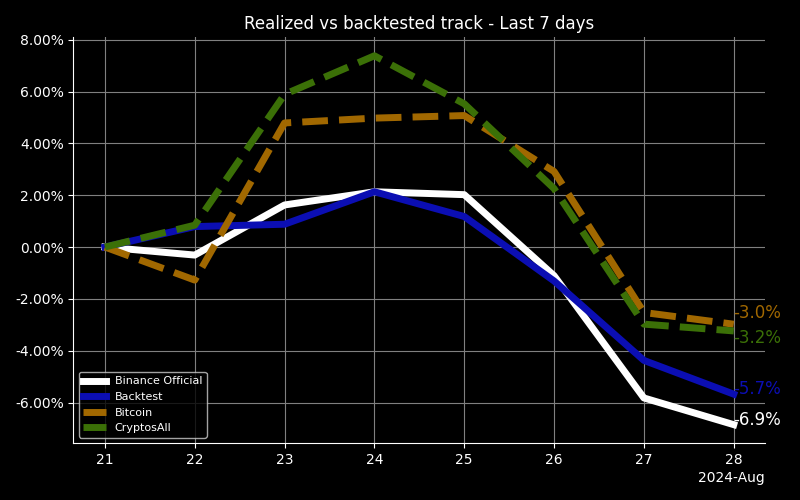 Realized vs backtested track - Last 7 days
8.00%
6.00%
4.00%
2.00%
0.00%
-2.00%
-4.00%
-6.00%
-3.0%
-3.2%
-5.7%
-6.9%
Binance Official
Backtest
Bitcoin
CryptosAll
21 22 23 24 25 26 27 28
2024-Aug